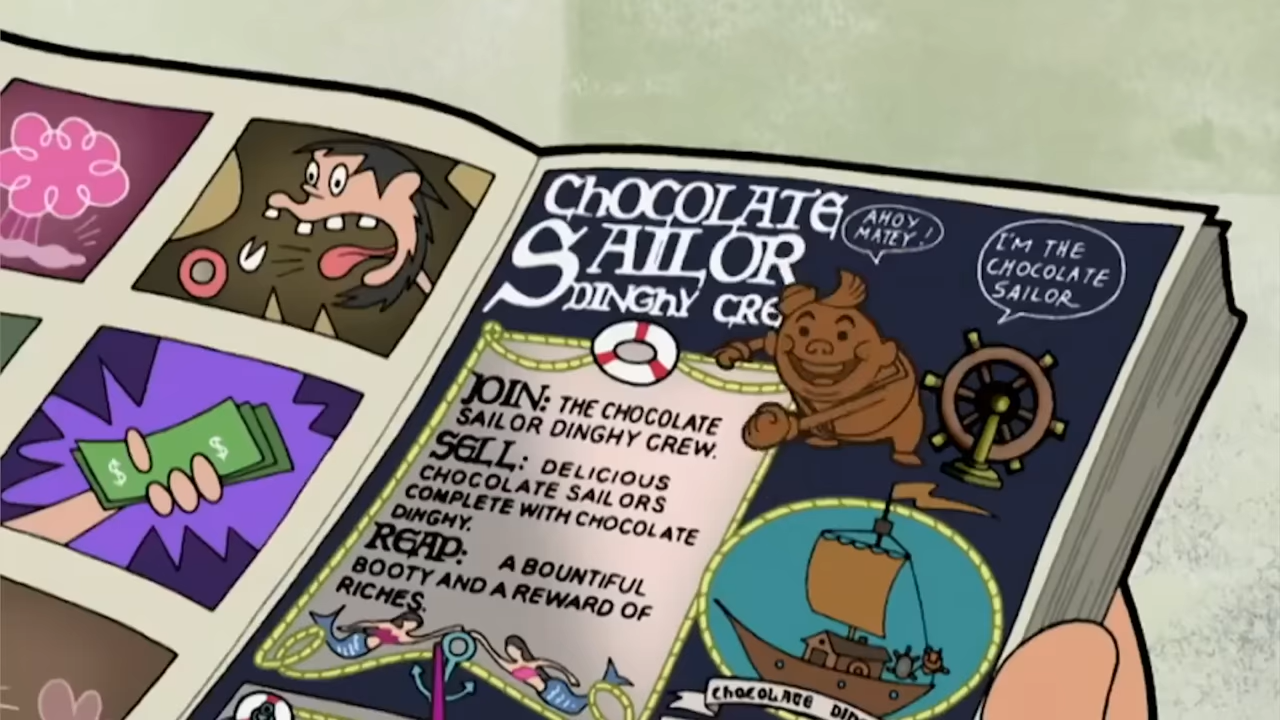 CHOCOLATE
SAILOR
DINGHY CRE
AHOY
MATEY!
I'M THE
CHOCOLATE
SAILOR
JOIN: THE CHOCOLATE
SAILOR DINGHY CREW.
SELL: DELICIOUS
CHOCOLATE SAILORS
COMPLETE WITH CHOCOLATE
DINGHY.
REAP: A BOUNTIFUL
BOOTY AND A REWARD OF
RICHES.
$ $
CHOCOLATE DIN